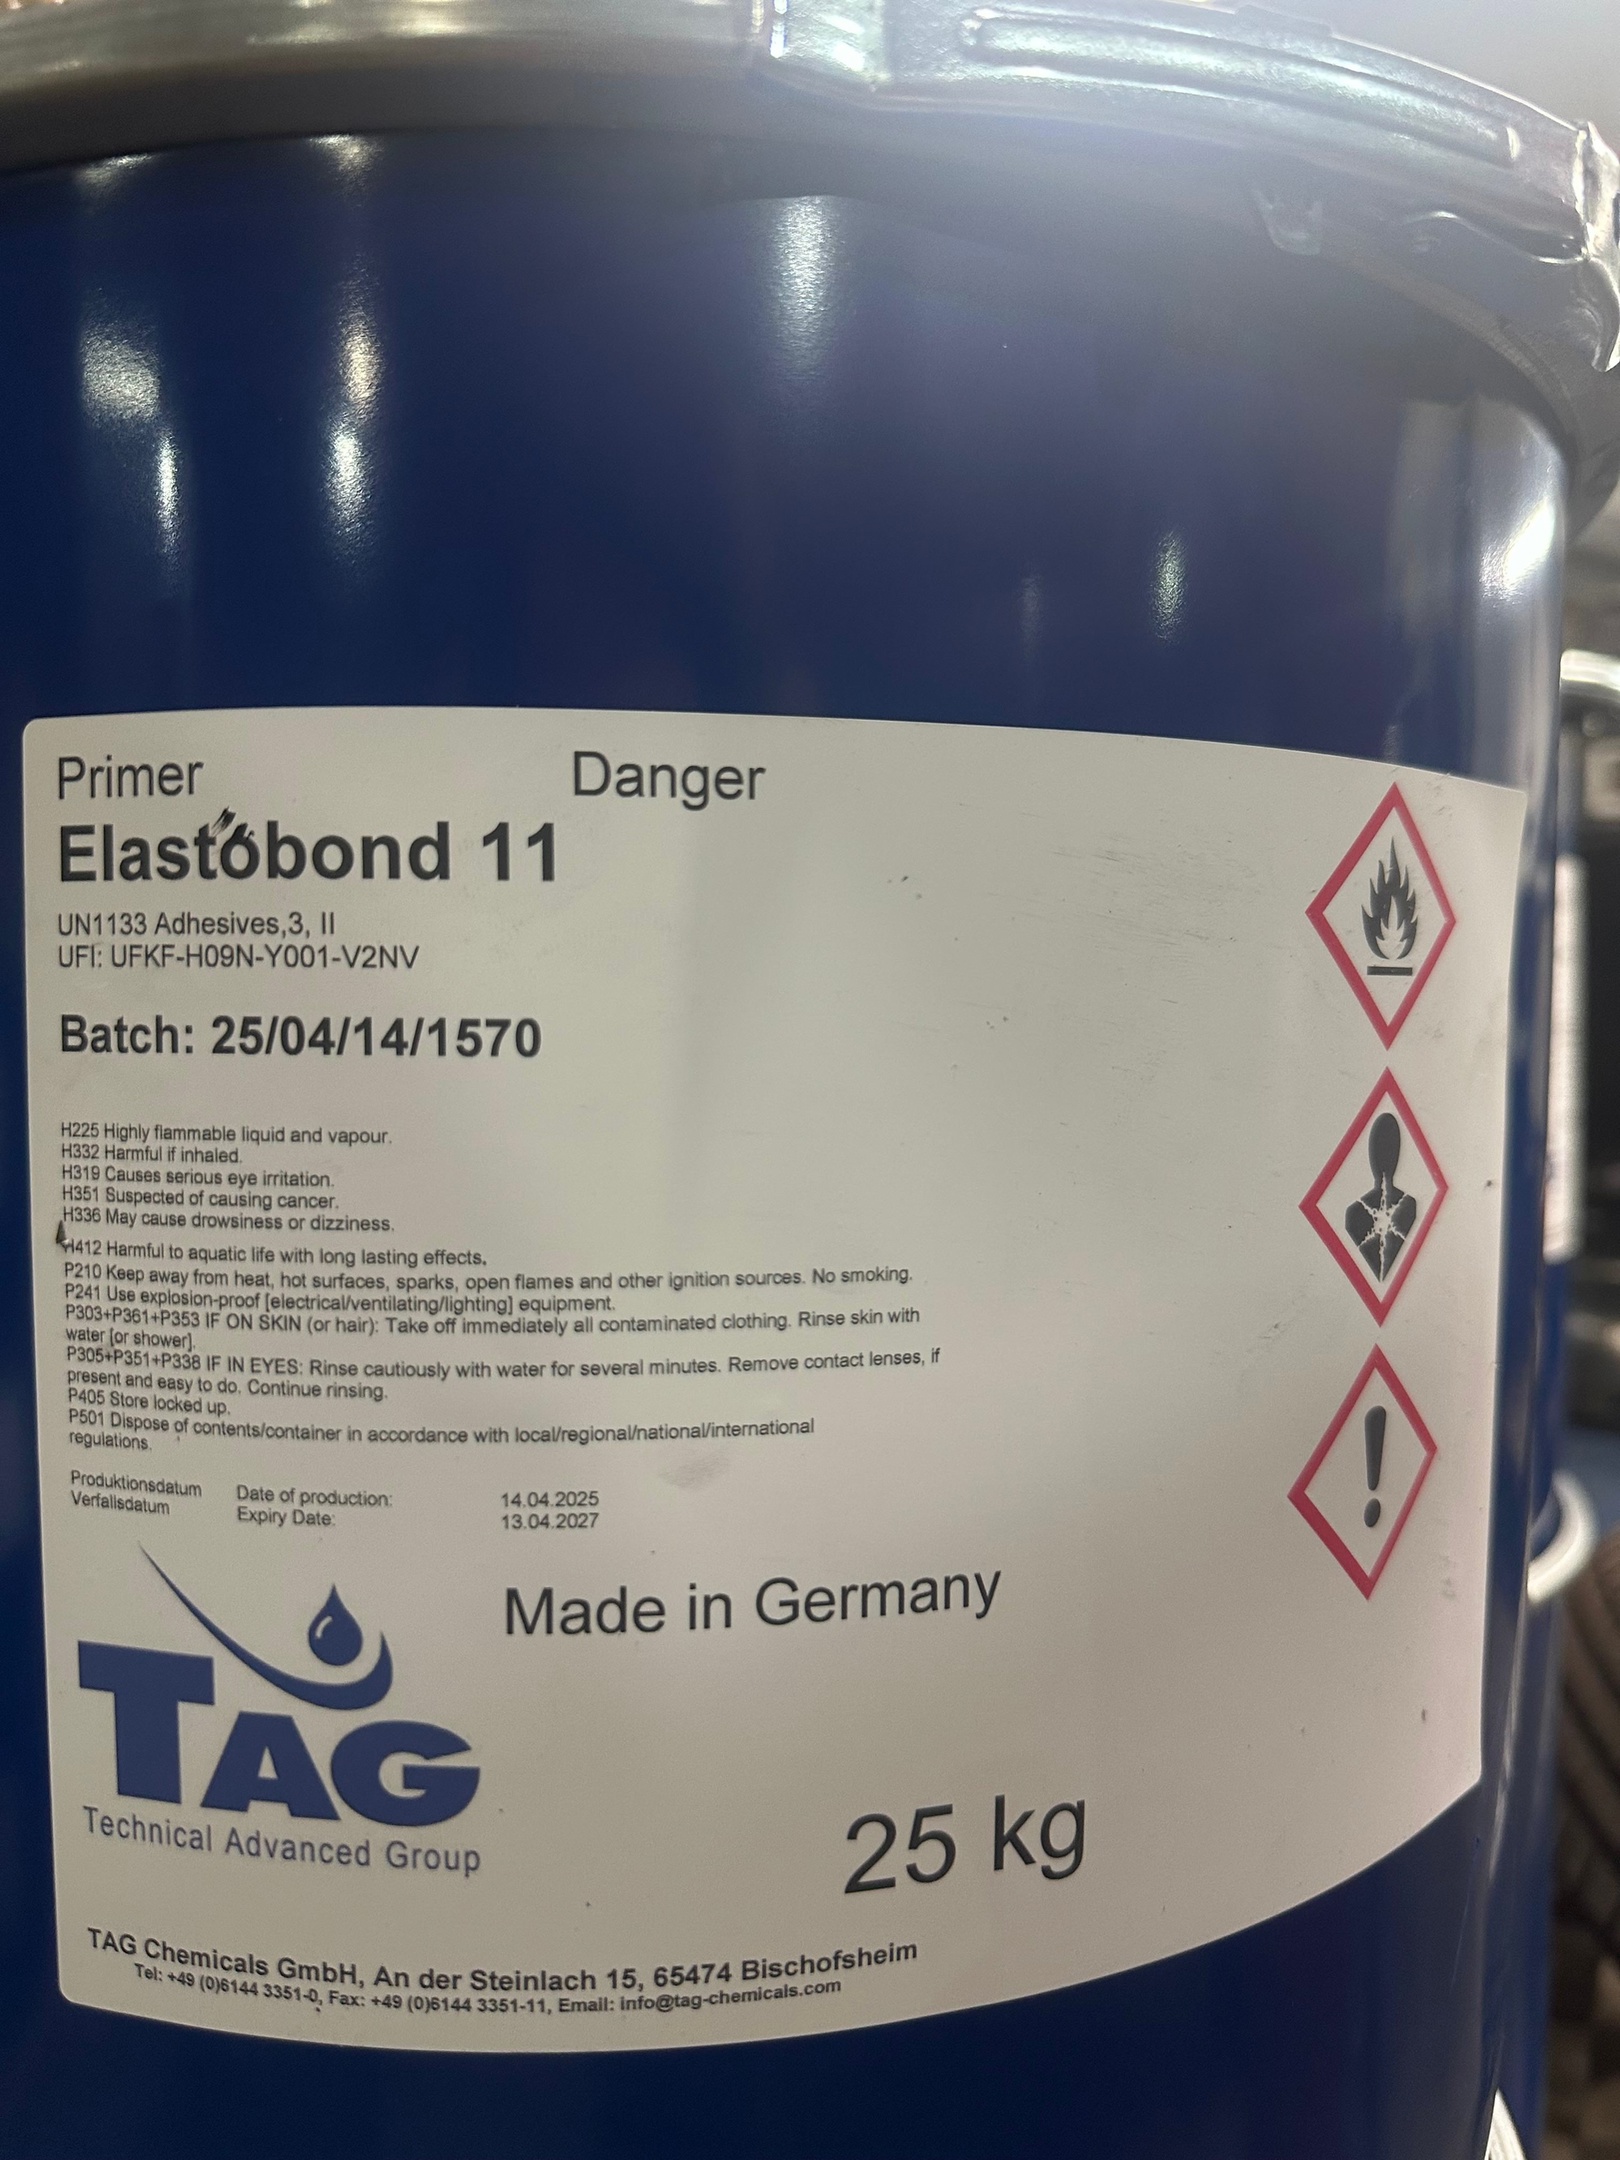 Primer
Danger
Elastobond 11
UN1133 Adhesives,3, II
UFI: UFKF-H09N-Y001-V2NV
Batch: 25/04/14/1570
H225 Highly flammable liquid and vapour.
H332 Harmful if inhaled.
H319 Causes serious eye irritation.
H351 Suspected of causing cancer.
H336 May cause drowsiness or dizziness.
H412 Harmful to aquatic life with long lasting effects.
P210 Keep away from heat, hot surfaces, sparks, open flames and other ignition sources. No smoking.
P241 Use explosion-proof [electrical/ventilating/lighting] equipment.
P303+P361+P353 IF ON SKIN (or hair): Take off immediately all contaminated clothing. Rinse skin with
water [or shower].
P305+P351+P338 IF IN EYES: Rinse cautiously with water for several minutes. Remove contact lenses, if
present and easy to do. Continue rinsing.
P405 Store locked up.
P501 Dispose of contents/container in accordance with local/regional/national/international
regulations.
Produktionsdatum Date of production: 14.04.2025
Verfallsdatum Expiry Date: 13.04.2027
Made in Germany
TAG
Technical Advanced Group
25 kg
TAG Chemicals GmbH, An der Steinlach 15, 65474 Bischofsheim
Tel: +49 (0)6144 3351-0, Fax: +49 (0)6144 3351-11, Email: info@tag-chemicals.com